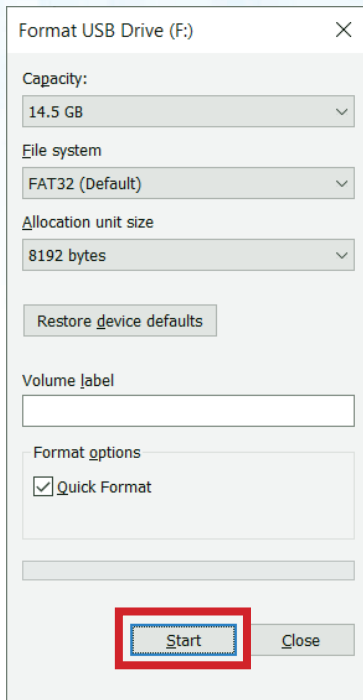 Format USB Drive (F:)
Capacity:
14.5 GB
File system
FAT32 (Default)
Allocation unit size
8192 bytes
Restore device defaults
Volume label
Format options
Quick Format
Start Close